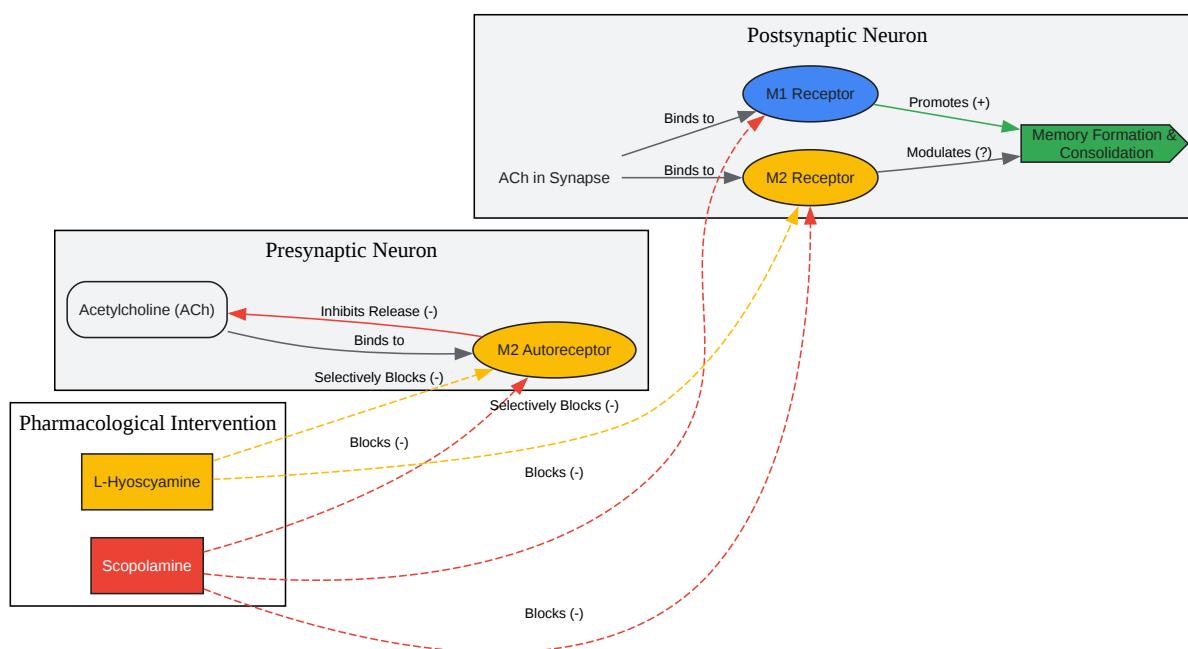 Postsynaptic Neuron
M1 Receptor
Promotes (+)
Binds to
Memory Formation &
Consolidation
Modulates (?)
ACh in Synapse
Binds to
M2 Receptor
Presynaptic Neuron
Acetylcholine (ACh)
Inhibits Release (-)
Binds to
M2 Autoreceptor
Selectively Blocks (-)
Selectively Blocks (-)
Pharmacological Intervention
Blocks (-)
L-Hyoscyamine
Blocks (-)
Scopolamine
Blocks (-)